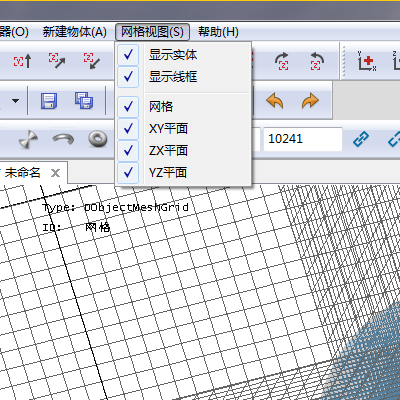 器(O) 新建物体(A) 网格视图(S) 帮助(H)
显示实体
显示线框
网格
XY平面
ZX平面
YZ平面
10241
未命名
Type: OObjectMeshGrid
ID: 网格